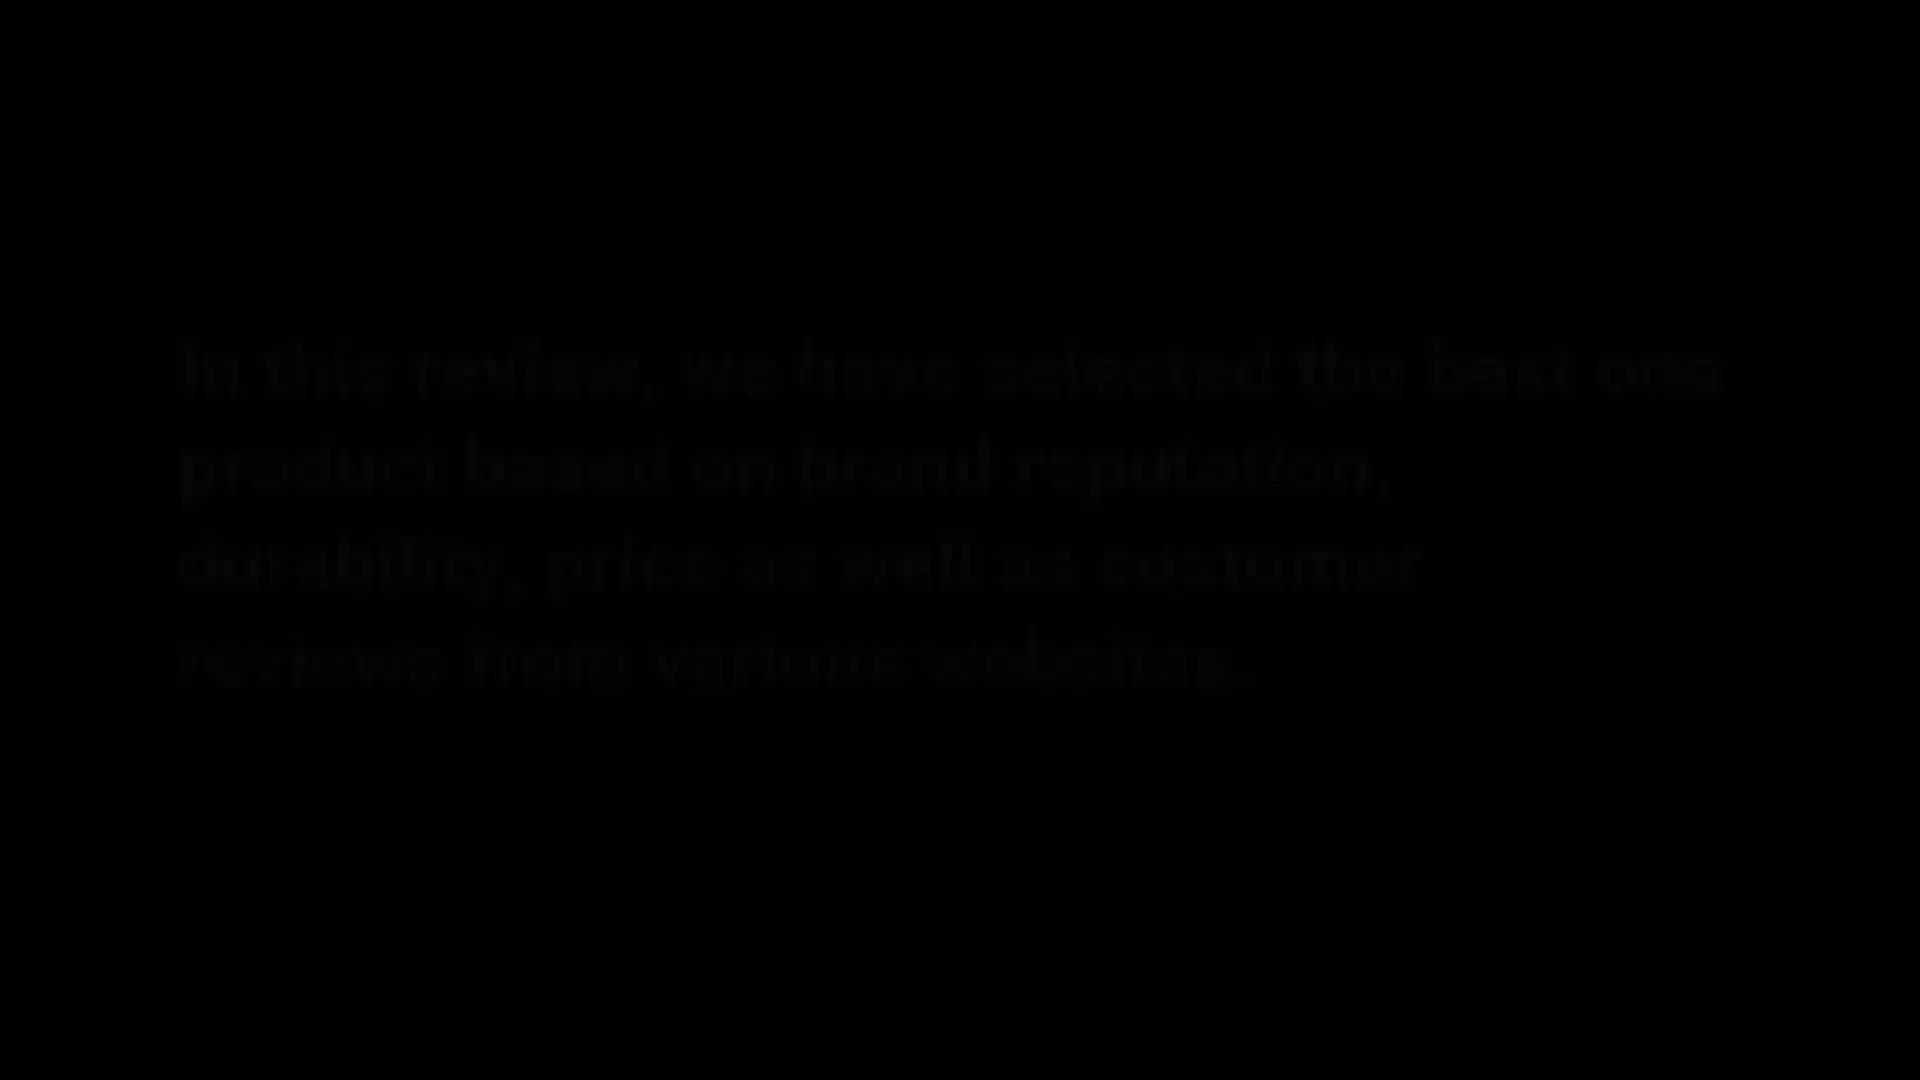 In this review, we have selected the best one
product based on brand reputation,
durability, price as well as customer
reviews from various websites.